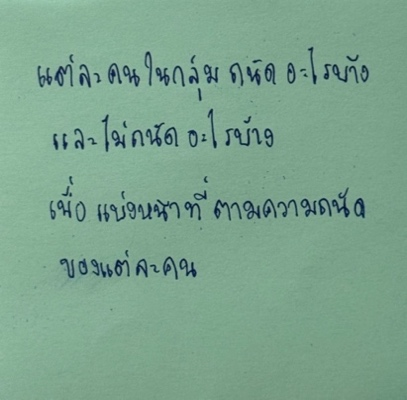 แต่ละคนในกลุ่ม ถนัด อะไรบ้าง
และไม่ถนัด อะไรบ้าง
เพื่อ แบ่งหน้าที่ ตามความถนัด
ของแต่ละคน